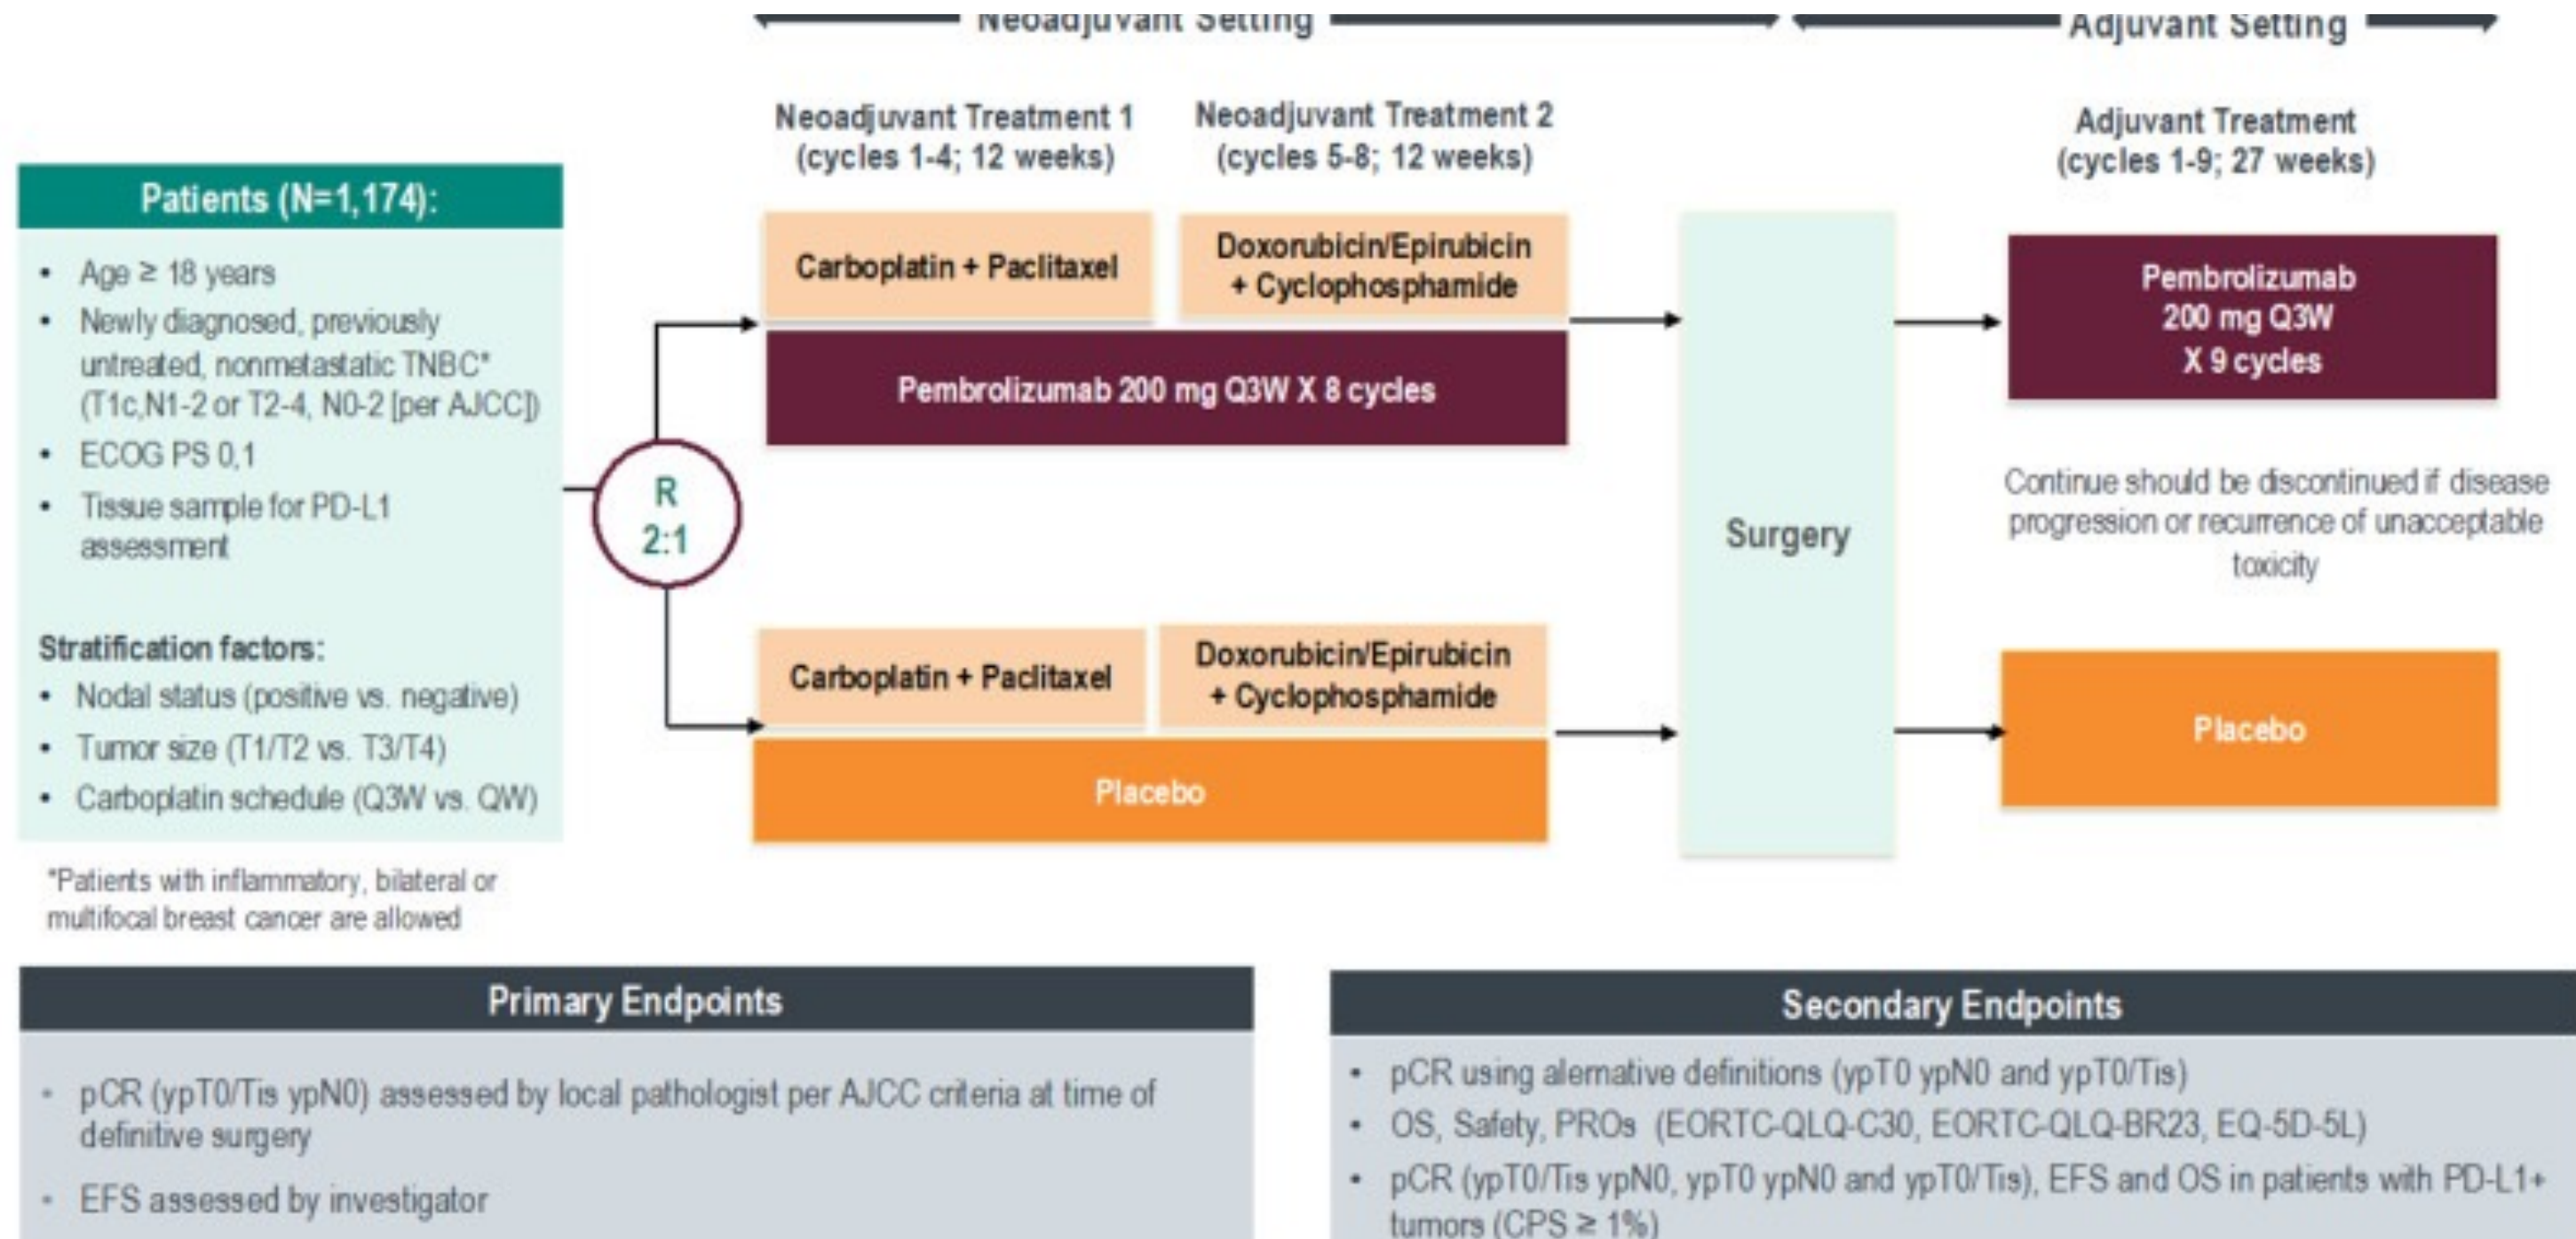 Neoadjuvant Setting
Adjuvant Setting
Neoadjuvant Treatment 1
(cycles 1-4; 12 weeks)
Neoadjuvant Treatment 2
(cycles 5-8; 12 weeks)
Adjuvant Treatment
(cycles 1-9; 27 weeks)
Patients (N=1,174):
• Age ≥ 18 years
• Newly diagnosed, previously
untreated, nonmetastatic TNBC*
(T1c,N1-2 or T2-4, N0-2 [per AJCC])
• ECOG PS 0,1
• Tissue sample for PD-L1
assessment
Stratification factors:
• Nodal status (positive vs. negative)
• Tumor size (T1/T2 vs. T3/T4)
• Carboplatin schedule (Q3W vs. QW)
*Patients with inflammatory, bilateral or
multifocal breast cancer are allowed
R
2:1
Carboplatin + Paclitaxel
Doxorubicin/Epirubicin
+ Cyclophosphamide
Pembrolizumab 200 mg Q3W X 8 cycles
Carboplatin + Paclitaxel
Doxorubicin/Epirubicin
+ Cyclophosphamide
Placebo
Surgery
Pembrolizumab
200 mg Q3W
X 9 cycles
Continue should be discontinued if disease
progression or recurrence of unacceptable
toxicity
Placebo
Primary Endpoints
• pCR (ypT0/Tis ypN0) assessed by local pathologist per AJCC criteria at time of
definitive surgery
• EFS assessed by investigator
Secondary Endpoints
• pCR using alernative definitions (ypT0 ypN0 and ypT0/Tis)
• OS, Safety, PROs (EORTC-QLQ-C30, EORTC-QLQ-BR23, EQ-5D-5L)
• pCR (ypT0/Tis ypN0, ypT0 ypN0 and ypT0/Tis), EFS and OS in patients with PD-L1+
tumors (CPS ≥ 1%)